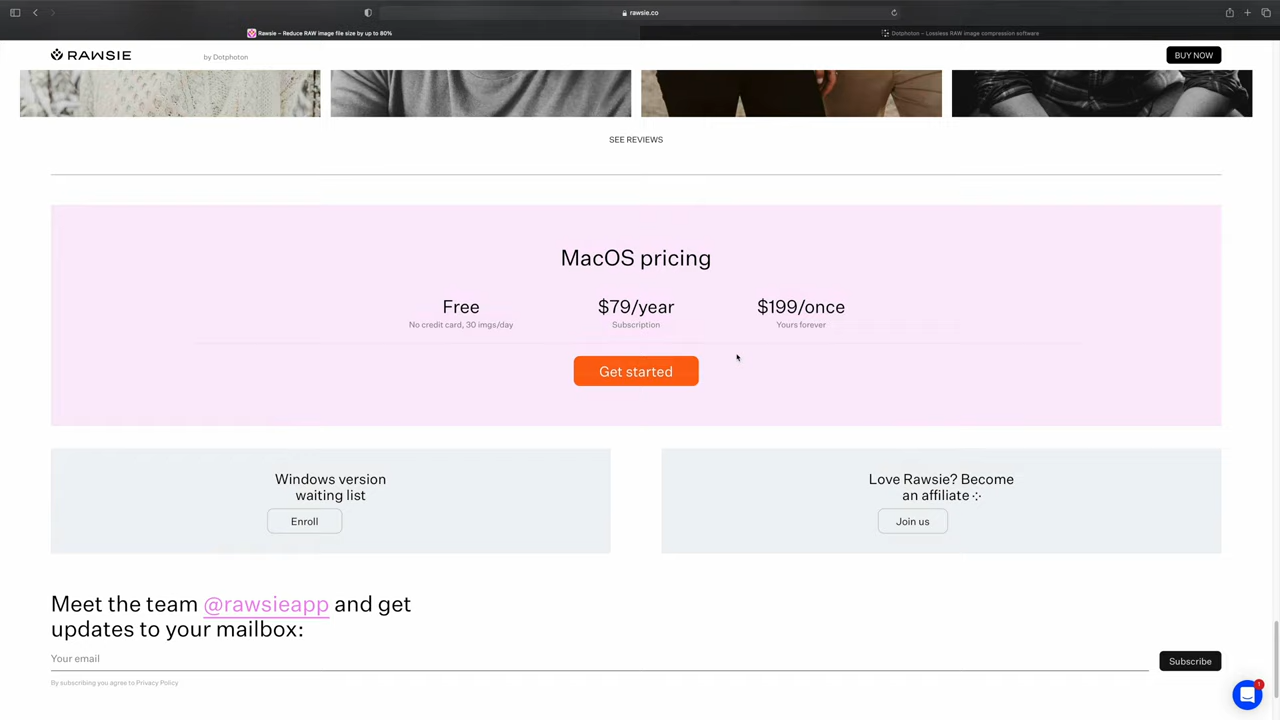 rawsie.co
Rawsie – Reduce RAW image file size by up to 80%
Dotphoton – Lossless RAW image compression software
RAWSIE
by Dotphoton
BUY NOW
SEE REVIEWS
MacOS pricing
Free
$79/year
$199/once
No credit card, 30 imgs/day
Subscription
Yours forever
Get started
Windows version
waiting list
Enroll
Love Rawsie? Become
an affiliate
Join us
Meet the team @rawsieapp and get
updates to your mailbox:
Your email
Subscribe
By subscribing you agree to Privacy Policy
1